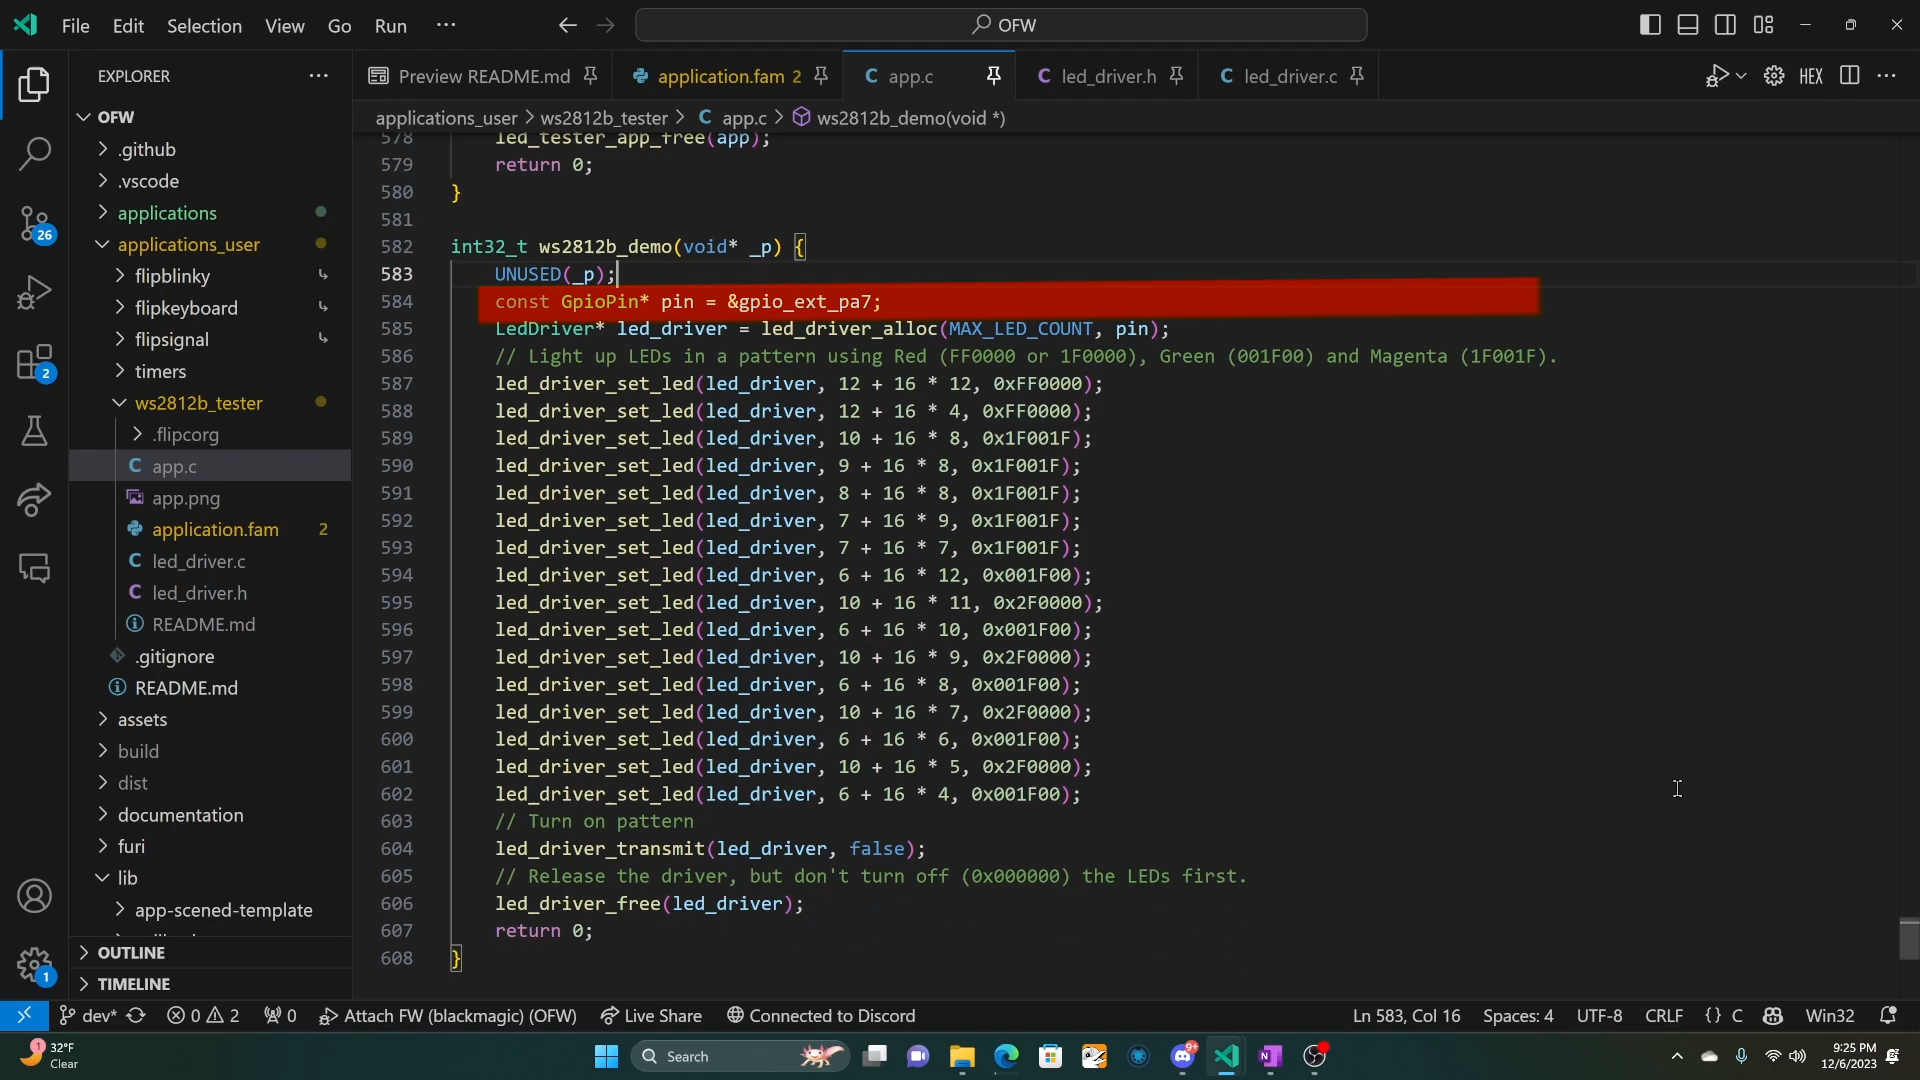 File Edit Selection View Go Run ···
OFW
EXPLORER
OFW
.github
.vscode
applications
applications_user
flipblinky
flipkeyboard
flipsignal
timers
ws2812b_tester
.flipcorg
app.c
app.png
application.fam 2
led_driver.c
led_driver.h
README.md
.gitignore
README.md
assets
build
dist
documentation
furi
lib
app-scened-template
OUTLINE
TIMELINE
26
2
1
Preview README.md
application.fam 2
app.c
led_driver.h
led_driver.c
HEX
applications_user > ws2812b_tester > C app.c > ws2812b_demo(void *)
578 led_tester_app_free(app);
579 return 0;
580 }
581
582 int32_t ws2812b_demo(void* _p) {
583 UNUSED(_p);
584 const GpioPin* pin = &gpio_ext_pa7;
585 LedDriver* led_driver = led_driver_alloc(MAX_LED_COUNT, pin);
586 // Light up LEDs in a pattern using Red (FF0000 or 1F0000), Green (001F00) and Magenta (1F001F).
587 led_driver_set_led(led_driver, 12 + 16 * 12, 0xFF0000);
588 led_driver_set_led(led_driver, 12 + 16 * 4, 0xFF0000);
589 led_driver_set_led(led_driver, 10 + 16 * 8, 0x1F001F);
590 led_driver_set_led(led_driver, 9 + 16 * 8, 0x1F001F);
591 led_driver_set_led(led_driver, 8 + 16 * 8, 0x1F001F);
592 led_driver_set_led(led_driver, 7 + 16 * 9, 0x1F001F);
593 led_driver_set_led(led_driver, 7 + 16 * 7, 0x1F001F);
594 led_driver_set_led(led_driver, 6 + 16 * 12, 0x001F00);
595 led_driver_set_led(led_driver, 10 + 16 * 11, 0x2F0000);
596 led_driver_set_led(led_driver, 6 + 16 * 10, 0x001F00);
597 led_driver_set_led(led_driver, 10 + 16 * 9, 0x2F0000);
598 led_driver_set_led(led_driver, 6 + 16 * 8, 0x001F00);
599 led_driver_set_led(led_driver, 10 + 16 * 7, 0x2F0000);
600 led_driver_set_led(led_driver, 6 + 16 * 6, 0x001F00);
601 led_driver_set_led(led_driver, 10 + 16 * 5, 0x2F0000);
602 led_driver_set_led(led_driver, 6 + 16 * 4, 0x001F00);
603 // Turn on pattern
604 led_driver_transmit(led_driver, false);
605 // Release the driver, but don't turn off (0x000000) the LEDs first.
606 led_driver_free(led_driver);
607 return 0;
608 }
dev* 0 2 0 Attach FW (blackmagic) (OFW) Live Share Connected to Discord Ln 583, Col 16 Spaces: 4 UTF-8 CRLF {} C Win32
1
32°F
Clear
Search
9+
9:25 PM
12/6/2023